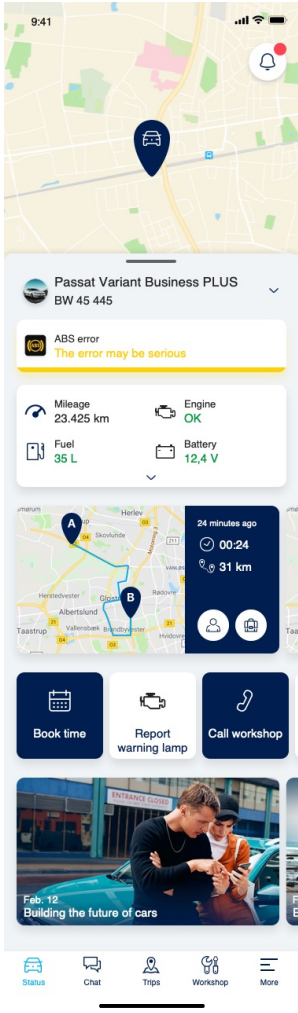 9:41
Passat Variant Business PLUS
BW 45 445
ABS
ABS error
The error may be serious
Mileage
23.425 km
Engine
OK
Fuel
35 L
Battery
12,4 V
A
Herlev
Skovlunde
Herstedvester
Rødovre
Albertslund
B
Taastrup
Vallensbæk
Brøndbyvester
Hvidovre
24 minutes ago
00:24
31 km
Book time
Report
warning lamp
Call workshop
ENTRANCE CLOSED
Feb. 12
Building the future of cars
Status
Chat
Trips
Workshop
More